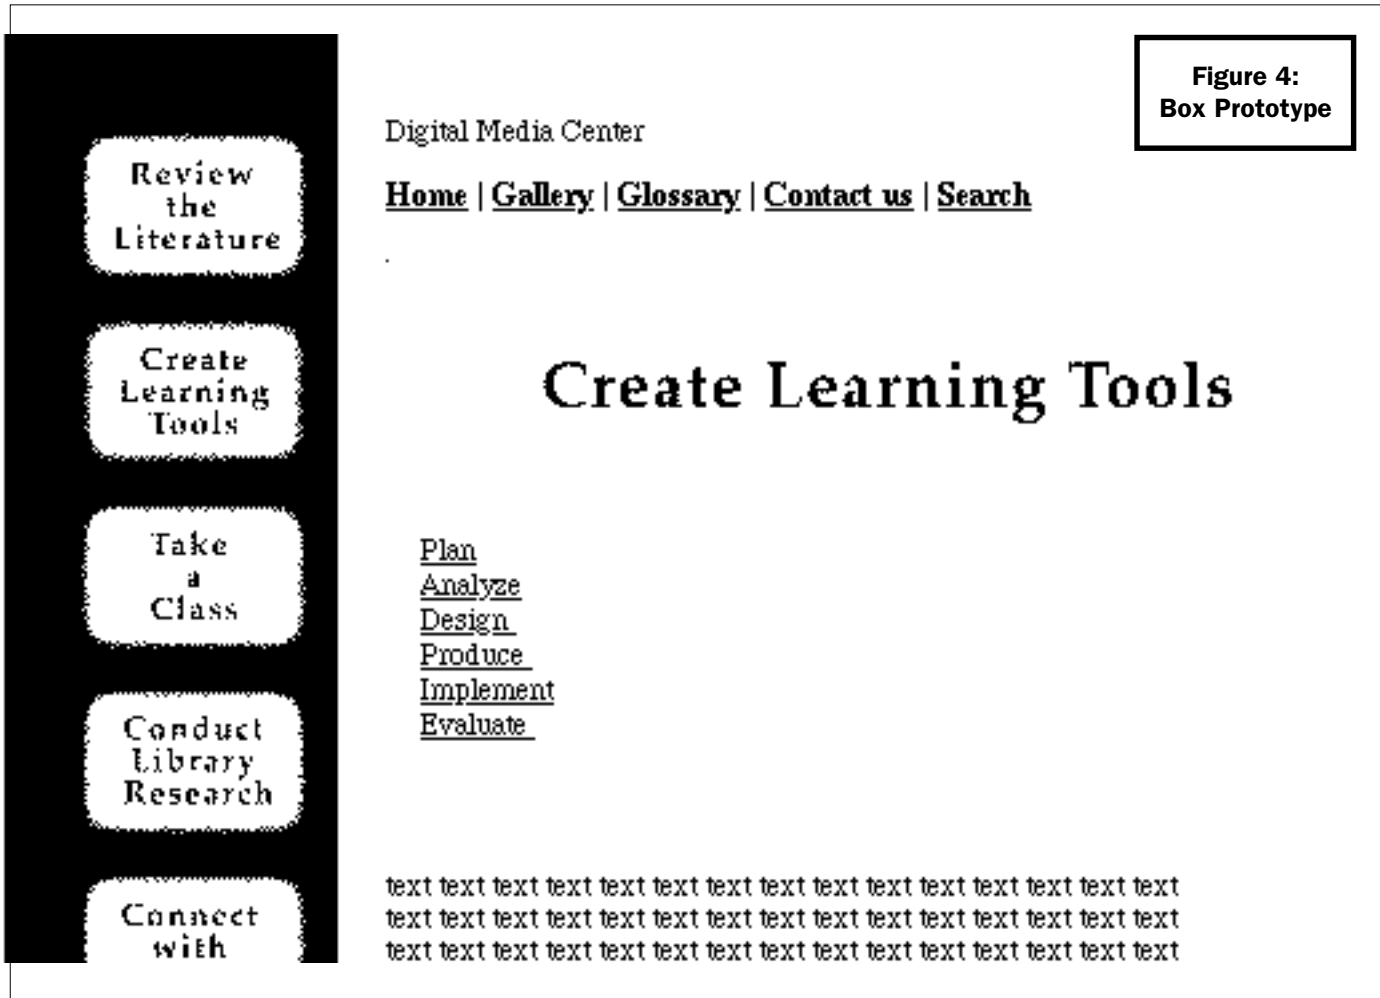 Figure 4:
Box Prototype
Review
the
Literature
Create
Learning
Tools
Take
a
Class
Conduct
Library
Research
Connect
with
Digital Media Center
Home | Gallery | Glossary | Contact us | Search
.
Create Learning Tools
Plan
Analyze
Design
Produce
Implement
Evaluate
text text text text text text text text text text text text text text text
text text text text text text text text text text text text text text text
text text text text text text text text text text text text text text text